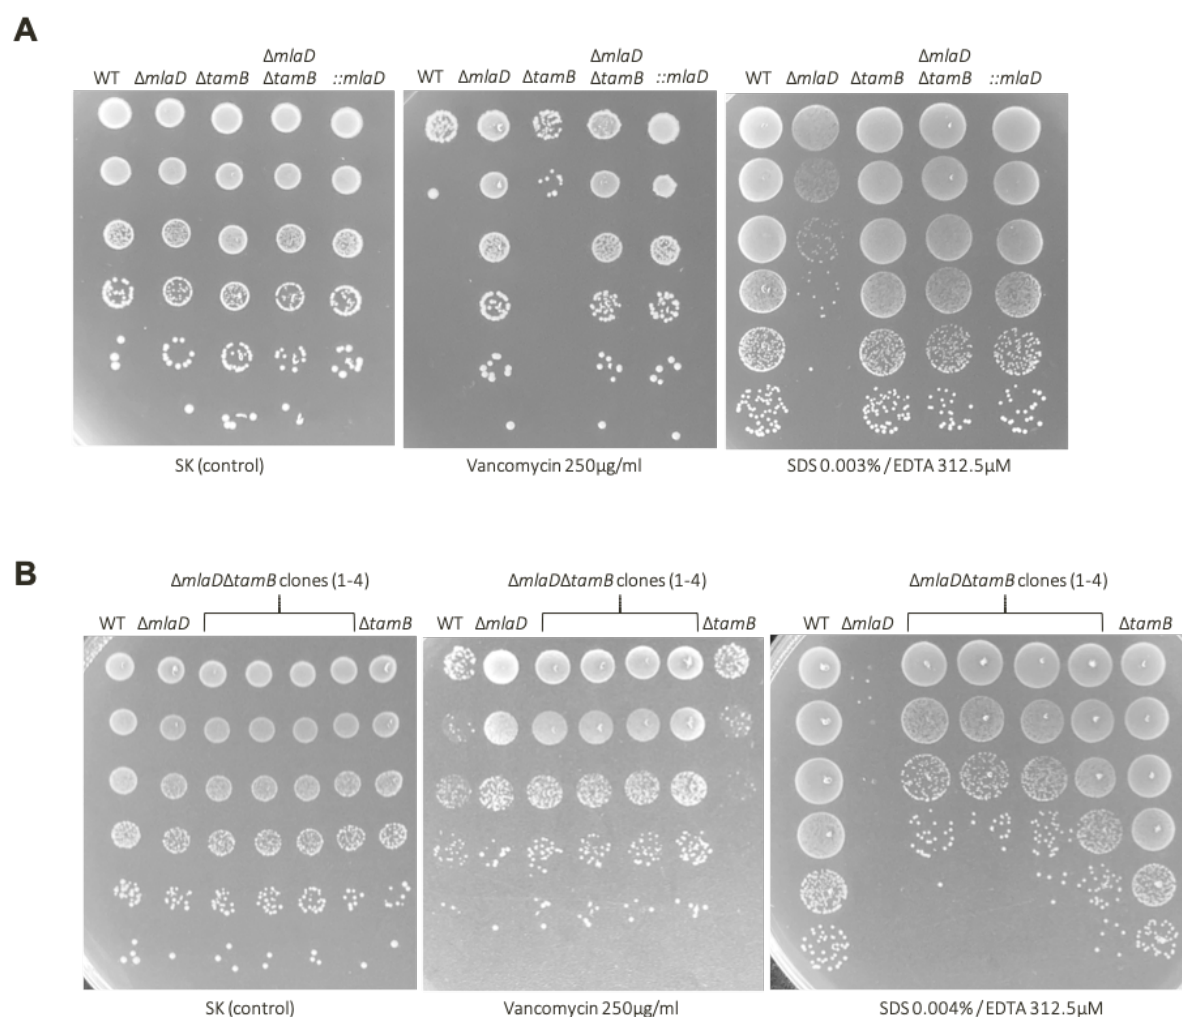 A
ΔmlaD ΔmlaD ΔmlaD
WT ΔmlaD ΔtamB ΔtamB ::mlaD WT ΔmlaD ΔtamB ΔtamB ::mlaD WT ΔmlaD ΔtamB ΔtamB ::mlaD
SK (control) Vancomycin 250µg/ml SDS 0.003% / EDTA 312.5µM
B
ΔmlaDΔtamB clones (1-4) ΔmlaDΔtamB clones (1-4) ΔmlaDΔtamB clones (1-4)
WT ΔmlaD ΔtamB WT ΔmlaD ΔtamB WT ΔmlaD ΔtamB
SK (control) Vancomycin 250µg/ml SDS 0.004% / EDTA 312.5µM